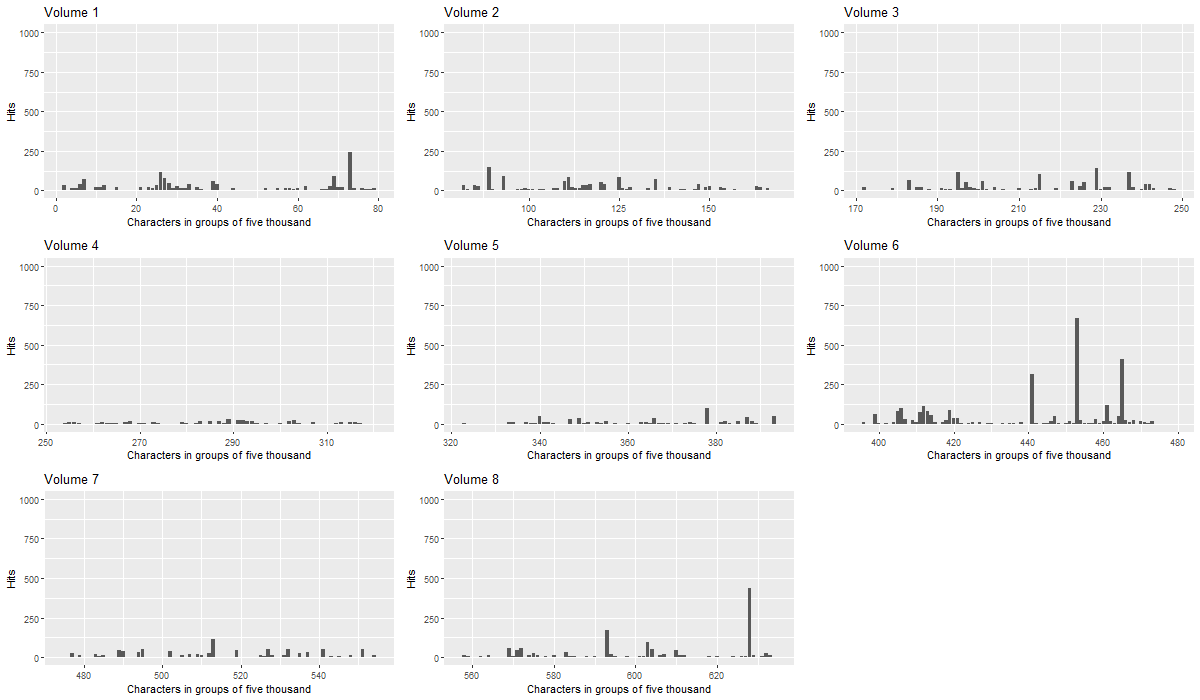 Volume 1
1000
750
500
250
0
Hits
0 20 40 60 80
Characters in groups of five thousand
Volume 2
1000
750
500
250
0
Hits
100 125 150
Characters in groups of five thousand
Volume 3
1000
750
500
250
0
Hits
170 190 210 230 250
Characters in groups of five thousand
Volume 4
1000
750
500
250
0
Hits
250 270 290 310
Characters in groups of five thousand
Volume 5
1000
750
500
250
0
Hits
320 340 360 380
Characters in groups of five thousand
Volume 6
1000
750
500
250
0
Hits
400 420 440 460 480
Characters in groups of five thousand
Volume 7
1000
750
500
250
0
Hits
480 500 520 540
Characters in groups of five thousand
Volume 8
1000
750
500
250
0
Hits
560 580 600 620
Characters in groups of five thousand